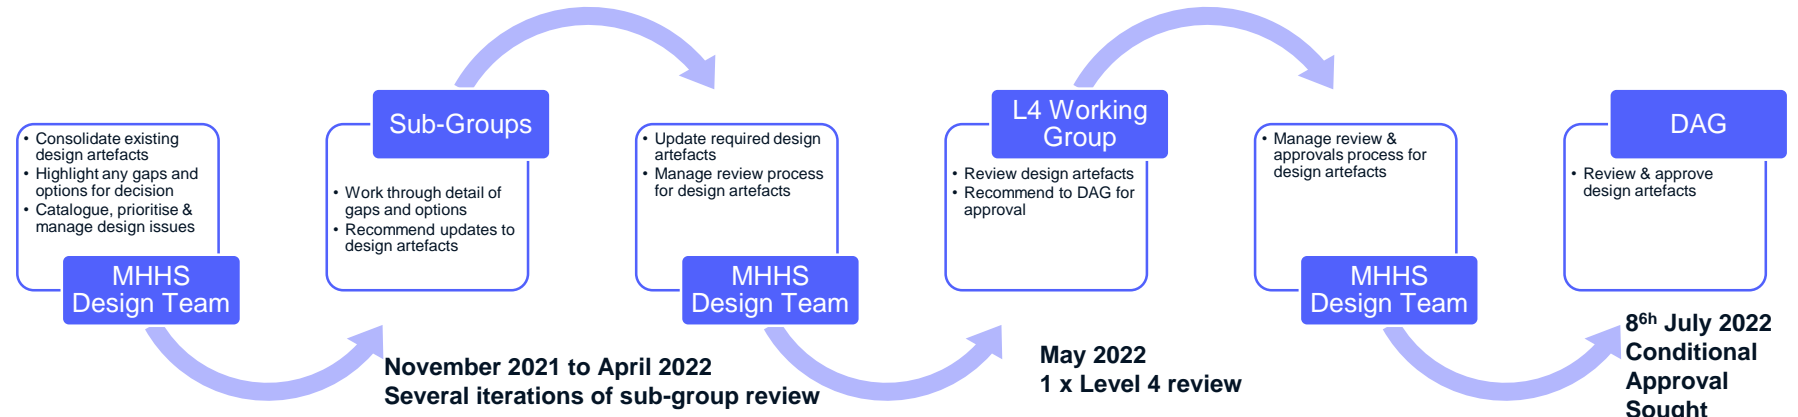 • Consolidate existing
design artefacts
• Highlight any gaps and
options for decision
• Catalogue, prioritise &
manage design issues
MHHS
Design Team
Sub-Groups
• Work through detail of
gaps and options
• Recommend updates to
design artefacts
November 2021 to April 2022
Several iterations of sub-group review
• Update required design
artefacts
• Manage review process
for design artefacts
MHHS
Design Team
L4 Working
Group
• Review design artefacts
• Recommend to DAG for
approval
May 2022
1 x Level 4 review
• Manage review &
approvals process for
design artefacts
MHHS
Design Team
DAG
• Review & approve
design artefacts
8⁶ʰ July 2022
Conditional
Approval
Sought